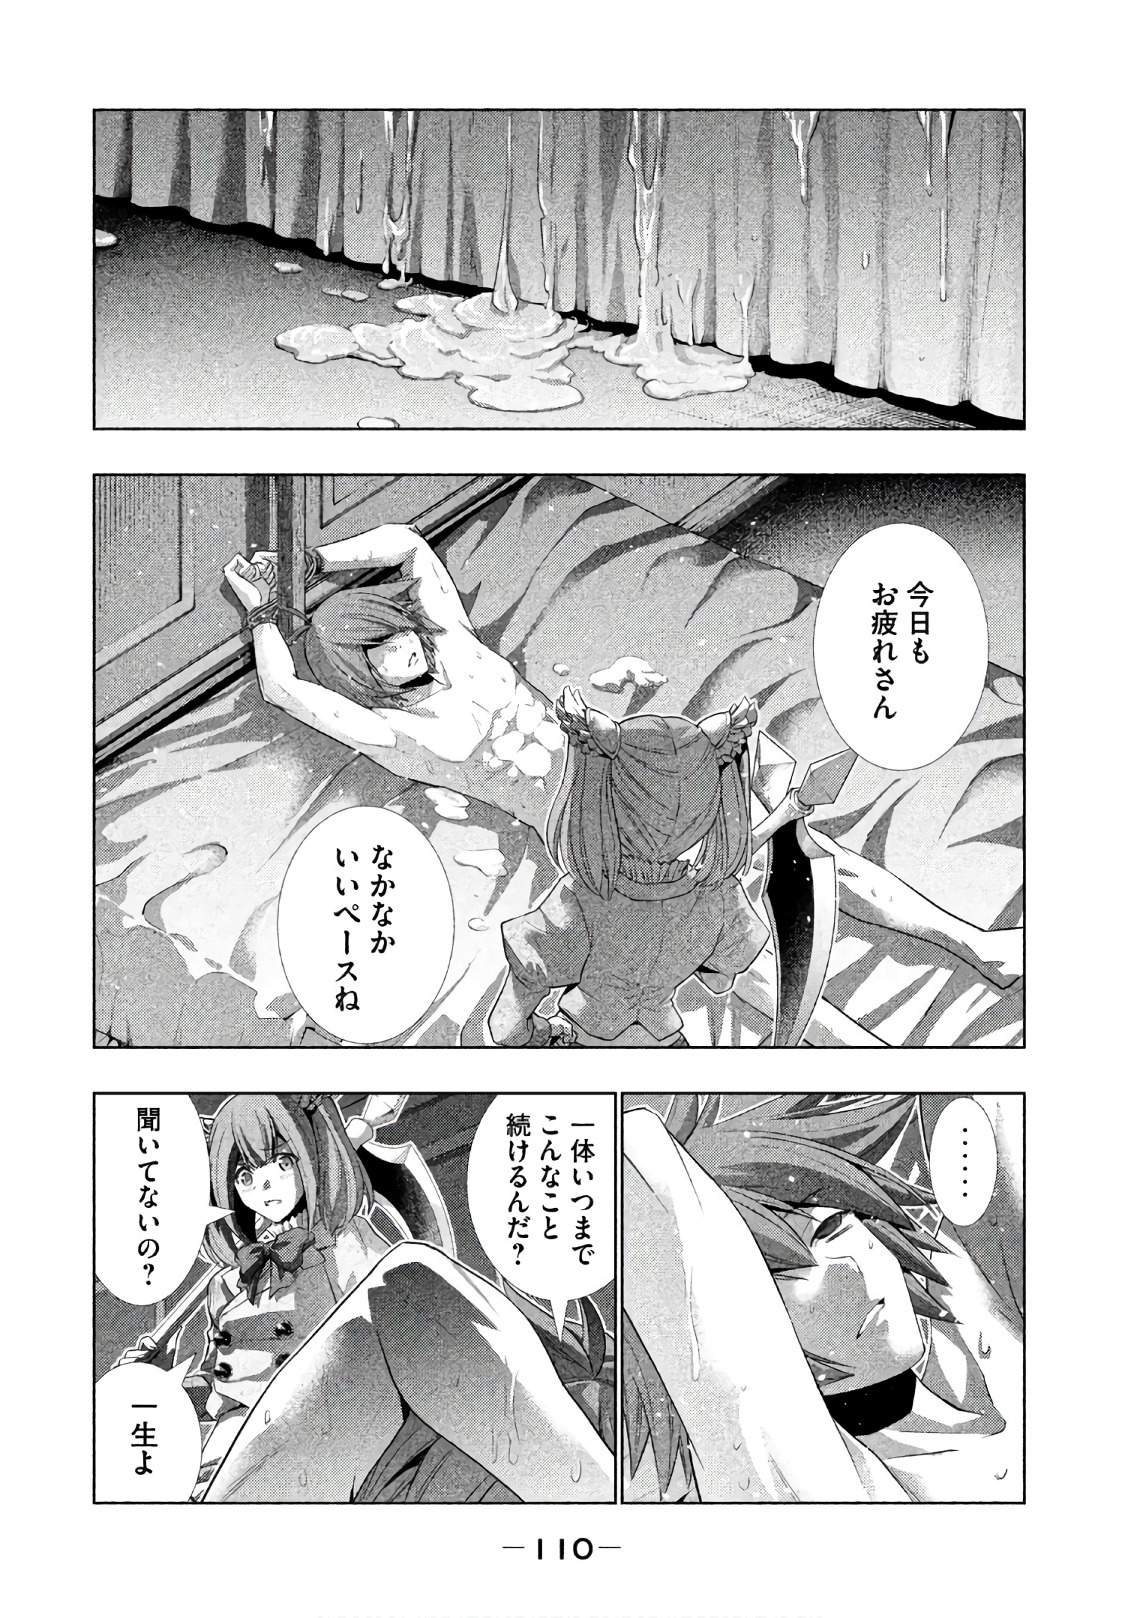 今日も
お疲れさん
なかなか
いいペースね
‥‥‥
一体いつまで
こんなこと
続けるんだ？
聞いてないの？
一生よ
110